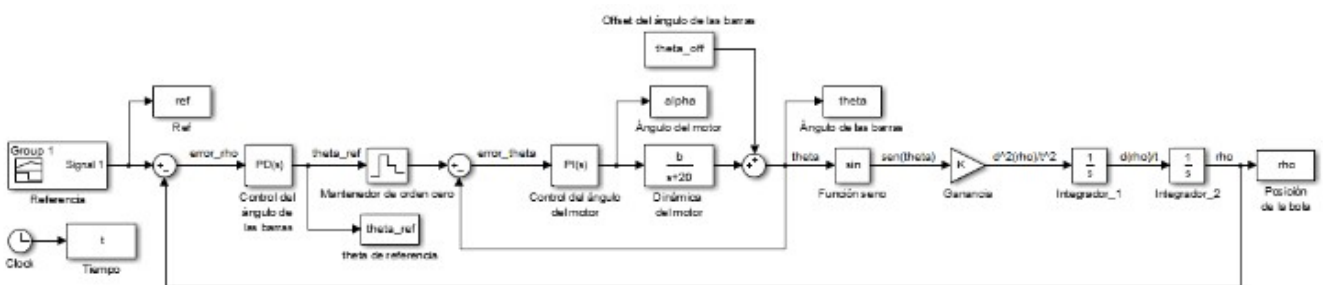 Offset del ángulo de las barras
theta_off
ref
Ref
alpha
Ángulo del motor
theta
Ángulo de las barras
Group 1
Signal 1
Referencia
error_rho
PD(s)
Control del
ángulo de
las barras
theta_ref
Mantenedor de orden cero
error_theta
PI(s)
Control del ángulo
del motor
b
s+20
Dinámica
del motor
theta
sin
Función seno
sen(theta)
K
Ganancia
d^2(rho)/t^2
1
s
Integrador_1
d(rho)/t
1
s
Integrador_2
rho
rho
Posición
de la bola
Clock
t
Tiempo
theta_ref
theta de referencia